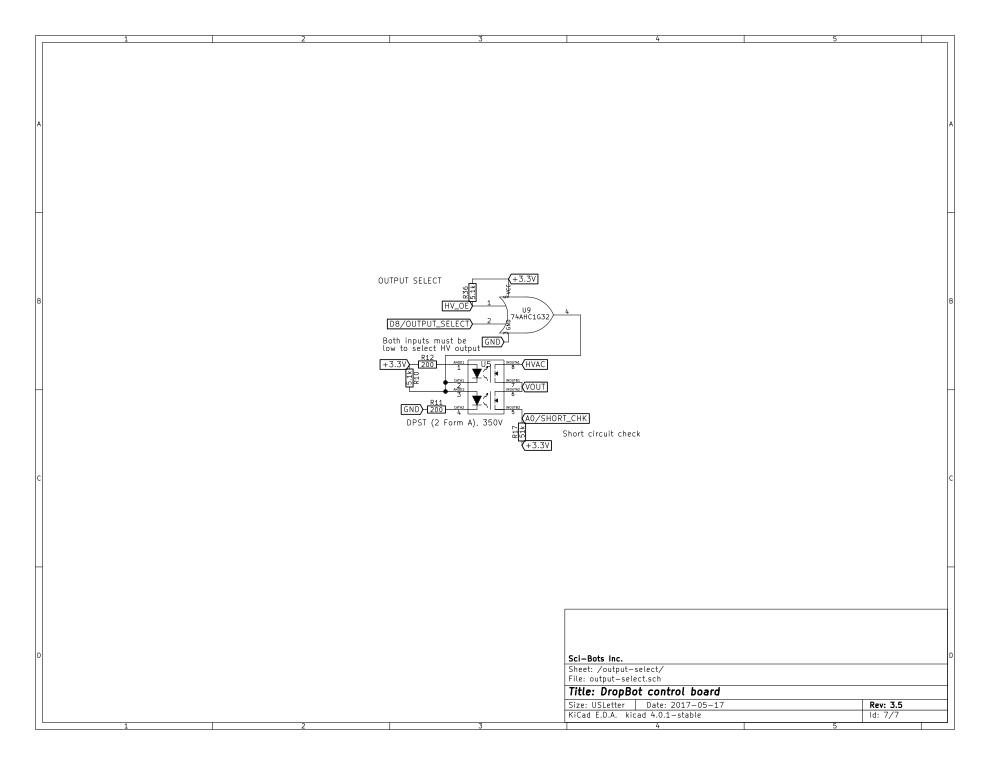 1 2 3 4 5
A A
OUTPUT SELECT
+3.3V
R36
5.1k
VCC
HV_OE 1
U9
74AHC1G32
4
B B
D8/OUTPUT_SELECT 2
GND
GND
Both inputs must be
low to select HV output
R12
+3.3V 200
1
U5
8 HVAC
5.1k
R10
2
7 VOUT
3
6
R11
GND 200
4
5
A0/SHORT_CHK
DPST (2 Form A), 350V
R17
51k
Short circuit check
+3.3V
C C
D D
Sci-Bots Inc.
Sheet: /output-select/
File: output-select.sch
Title: DropBot control board
Size: USLetter Date: 2017-05-17 Rev: 3.5
KiCad E.D.A. kicad 4.0.1-stable Id: 7/7
1 2 3 4 5